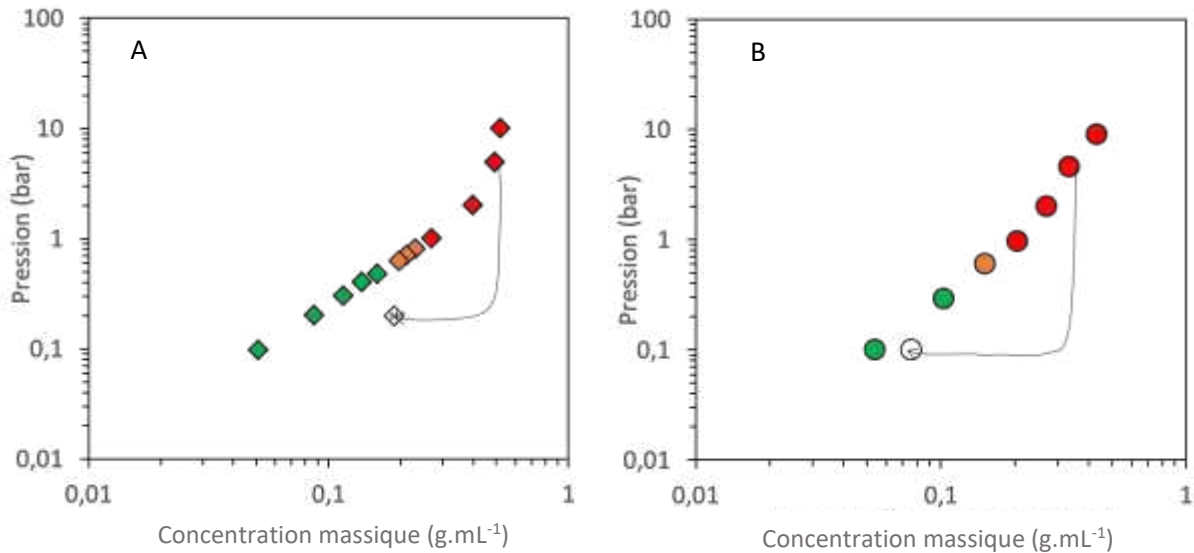 100
10
1
0,1
0,01
Pression (bar)
A
0,01
0,1
1
Concentration massique (g.mL⁻¹)
100
10
1
0,1
0,01
Pression (bar)
B
0,01
0,1
1
Concentration massique (g.mL⁻¹)